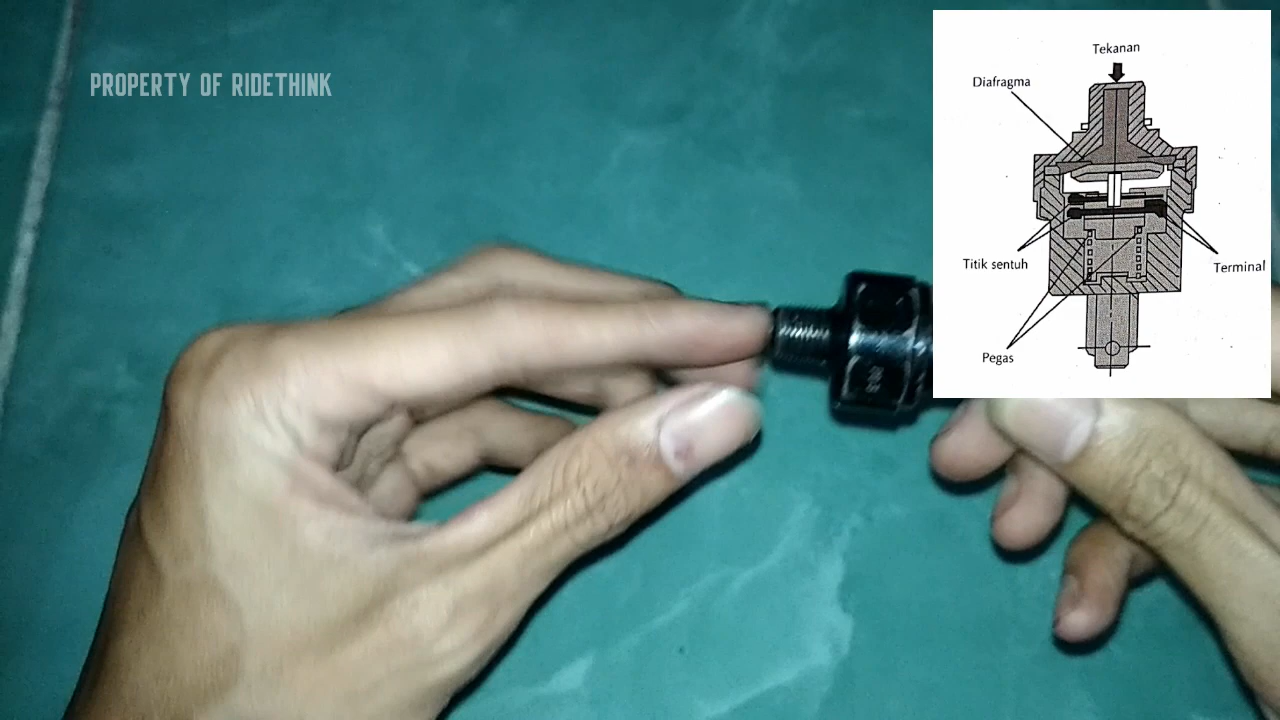 PROPERTY OF RIDETHINK
Tekanan
Diafragma
Titik sentuh
Terminal
Pegas